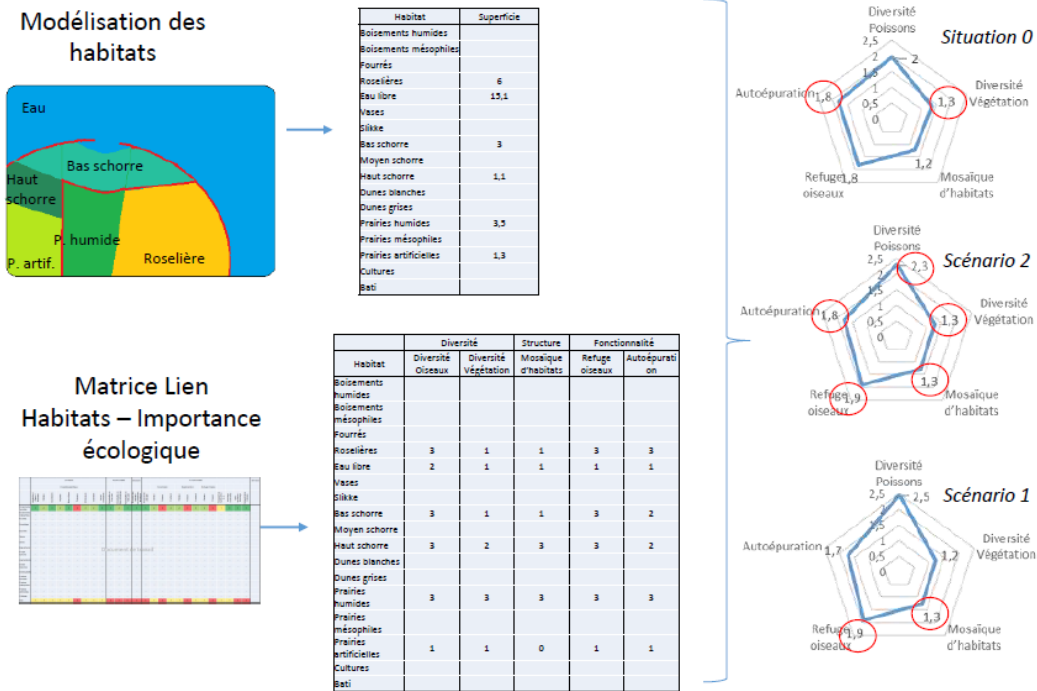 Modélisation des
habitats
Eau
Bas schorre
Haut
schorre
P. humide
P. artif.
Roselière
Habitat Superficie
Boisements humides
Boisements mésophiles
Fourrés
Roselières 6
Eau libre 15,1
Vases
Slikke
Bas schorre 3
Moyen schorre
Haut schorre 1,1
Dunes blanches
Dunes grises
Prairies humides 3,5
Prairies mésophiles
Prairies artificielles 1,3
Cultures
Bati
Matrice Lien
Habitats – Importance
écologique
Diversité Structure Fonctionnalité
Habitat Diversité Oiseaux Diversité Végétation Mosaïque d'habitats Refuge oiseaux Autoépurati on
Boisements
humides
Boisements
mésophiles
Fourrés
Roselières 3 1 1 3 3
Eau libre 2 1 1 1 1
Vases
Slikke
Bas schorre 3 1 1 3 2
Moyen schorre
Haut schorre 3 2 3 3 2
Dunes blanches
Dunes grises
Prairies
humides 3 3 3 3 3
Prairies
mésophiles
Prairies
artificielles 1 1 0 1 1
Cultures
Bati
Situation 0
Diversité
Poissons
2,5
2
2
1,5
1
0,5
0
Diversité
Végétation
1,3
Mosaïque
d'habitats
1,2
Refuge
oiseaux
1,8
Autoépuration
1,8
Scénario 2
Diversité
Poissons
2,5
2,3
2
1,5
1
0,5
0
Diversité
Végétation
1,3
Mosaïque
d'habitats
1,3
Refuge
oiseaux
1,9
Autoépuration
1,8
Scénario 1
Diversité
Poissons
2,5
2,5
2
1,5
1
0,5
0
Diversité
Végétation
1,2
Mosaïque
d'habitats
1,3
Refuge
oiseaux
1,9
Autoépuration
1,7